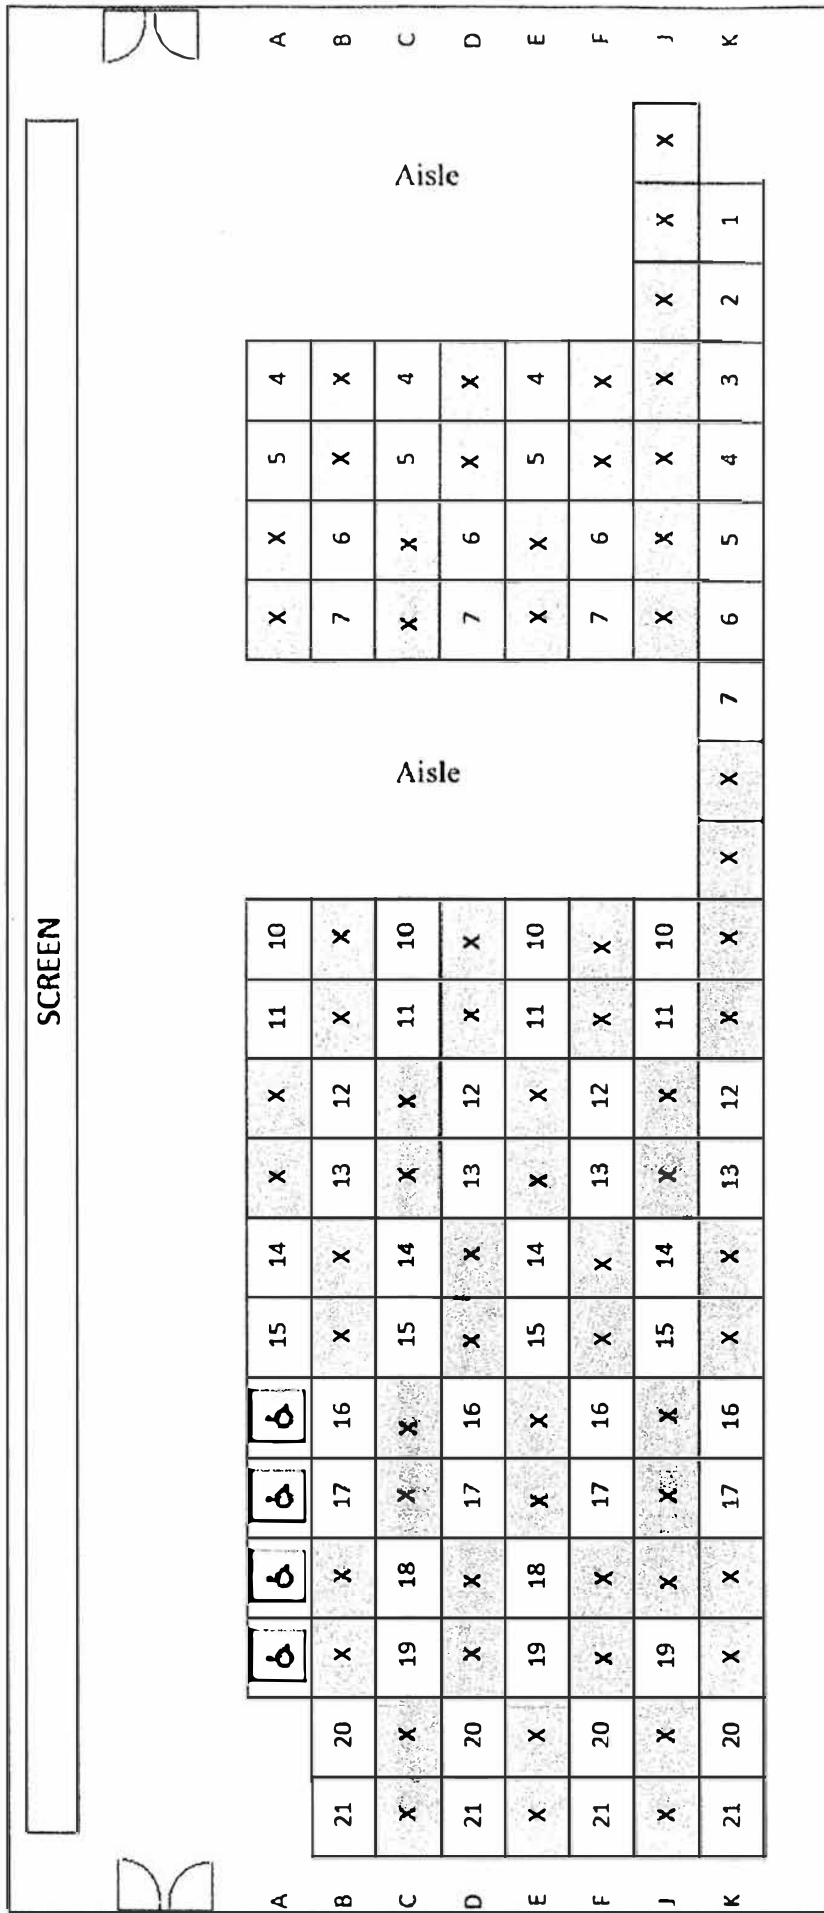 SCREEN
A 15 14 X X 11 10 X X 5 4 A
B 21 20 X X 17 16 X X 13 12 X X 7 6 X X B
C X X 19 18 X X 15 14 X X 11 10 X X 5 4 C
Aisle
Aisle
D 21 20 X X 17 16 X X 13 12 X X 7 6 X X D
E X X 19 18 X X 15 14 X X 11 10 X X 5 4 E
F 21 20 X X 17 16 X X 13 12 X X 7 6 X X F
J X X 19 X X X 15 14 X X 11 10 X X X X X X X J
K 21 20 X X 17 16 X X 13 12 X X X X 7 6 5 4 3 2 1 K